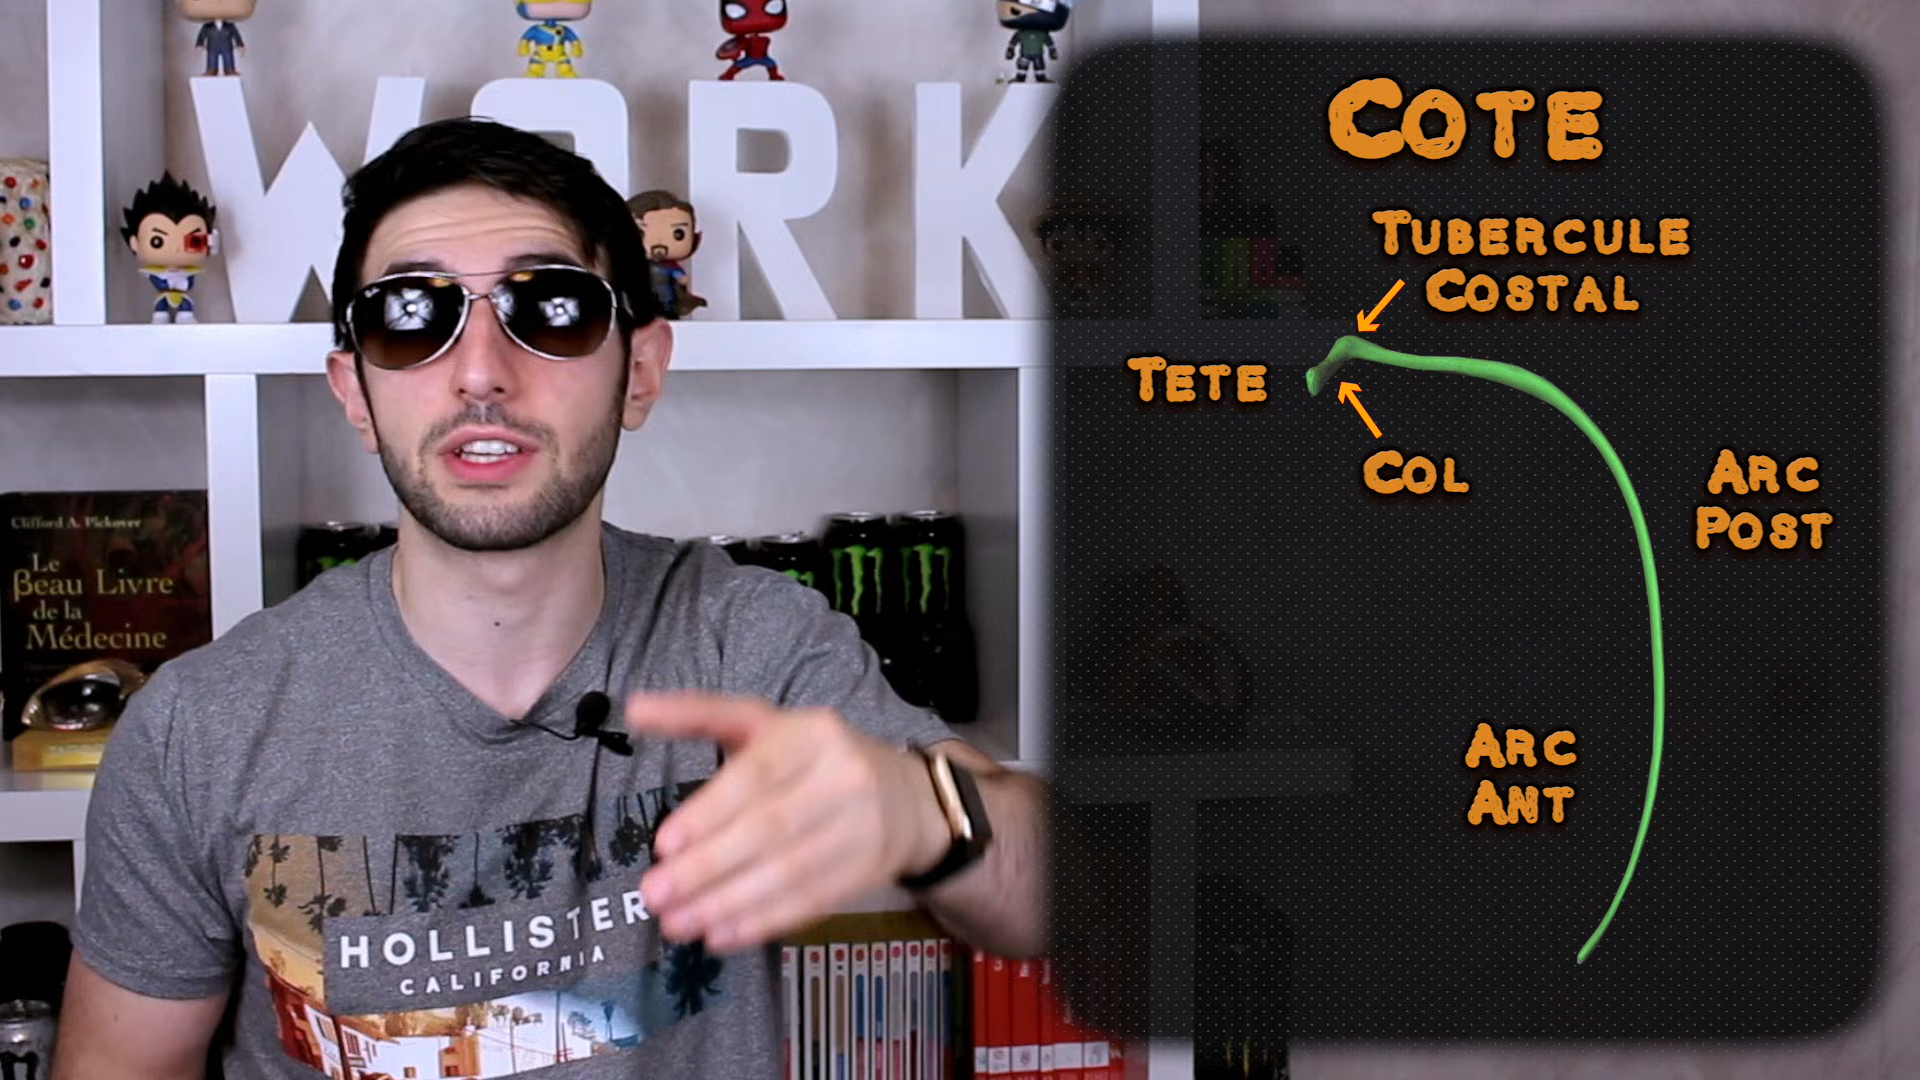 WORK
Clifford A. Pickover
Le
Beau Livre
de la
Médecine
HOLLISTER
CALIFORNIA
COTE
TUBERCULE
COSTAL
TETE
COL
ARC
POST
ARC
ANT